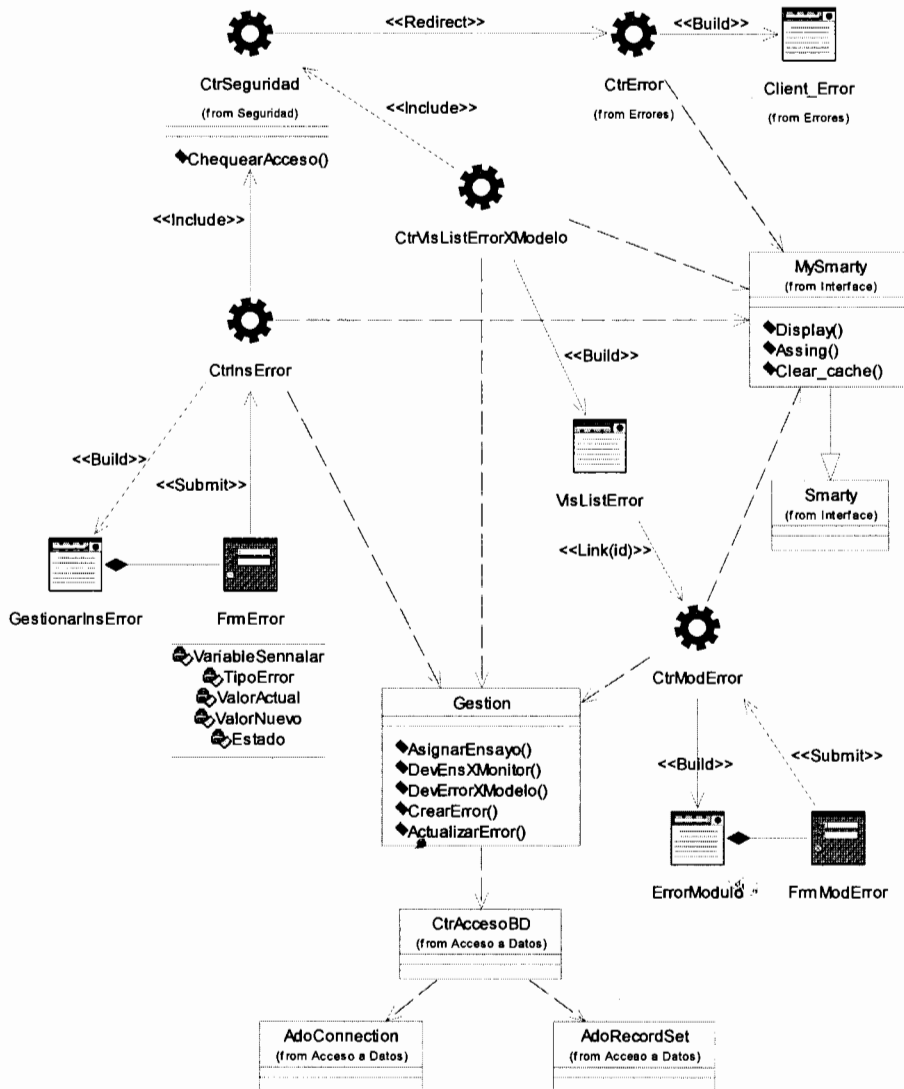 <<Redirect>>
<<Build>>
CtrSeguridad
(from Seguridad)
CtrError
(from Errores)
Client_Error
(from Errores)
<<Include>>
ChequearAcceso()
<<Include>>
CtrVisListErrorXModelo
MySmarty
(from Interface)
Display()
Assing()
Clear_cache()
CtrInsError
<<Build>>
<<Build>>
<<Submit>>
VisListError
Smarty
(from Interface)
<<Link(id)>>
GestionarInsError
FrmError
VariableSennalar
TipoError
ValorActual
ValorNuevo
Estado
CtrModError
Gestion
AsignarEnsayo()
DevEnsXMonitor()
DevErrorXModelo()
CrearError()
ActualizarError()
<<Build>>
<<Submit>>
ErrorModulo
FrmModError
CtrAccesoBD
(from Acceso a Datos)
AdoConnection
(from Acceso a Datos)
AdoRecordSet
(from Acceso a Datos)